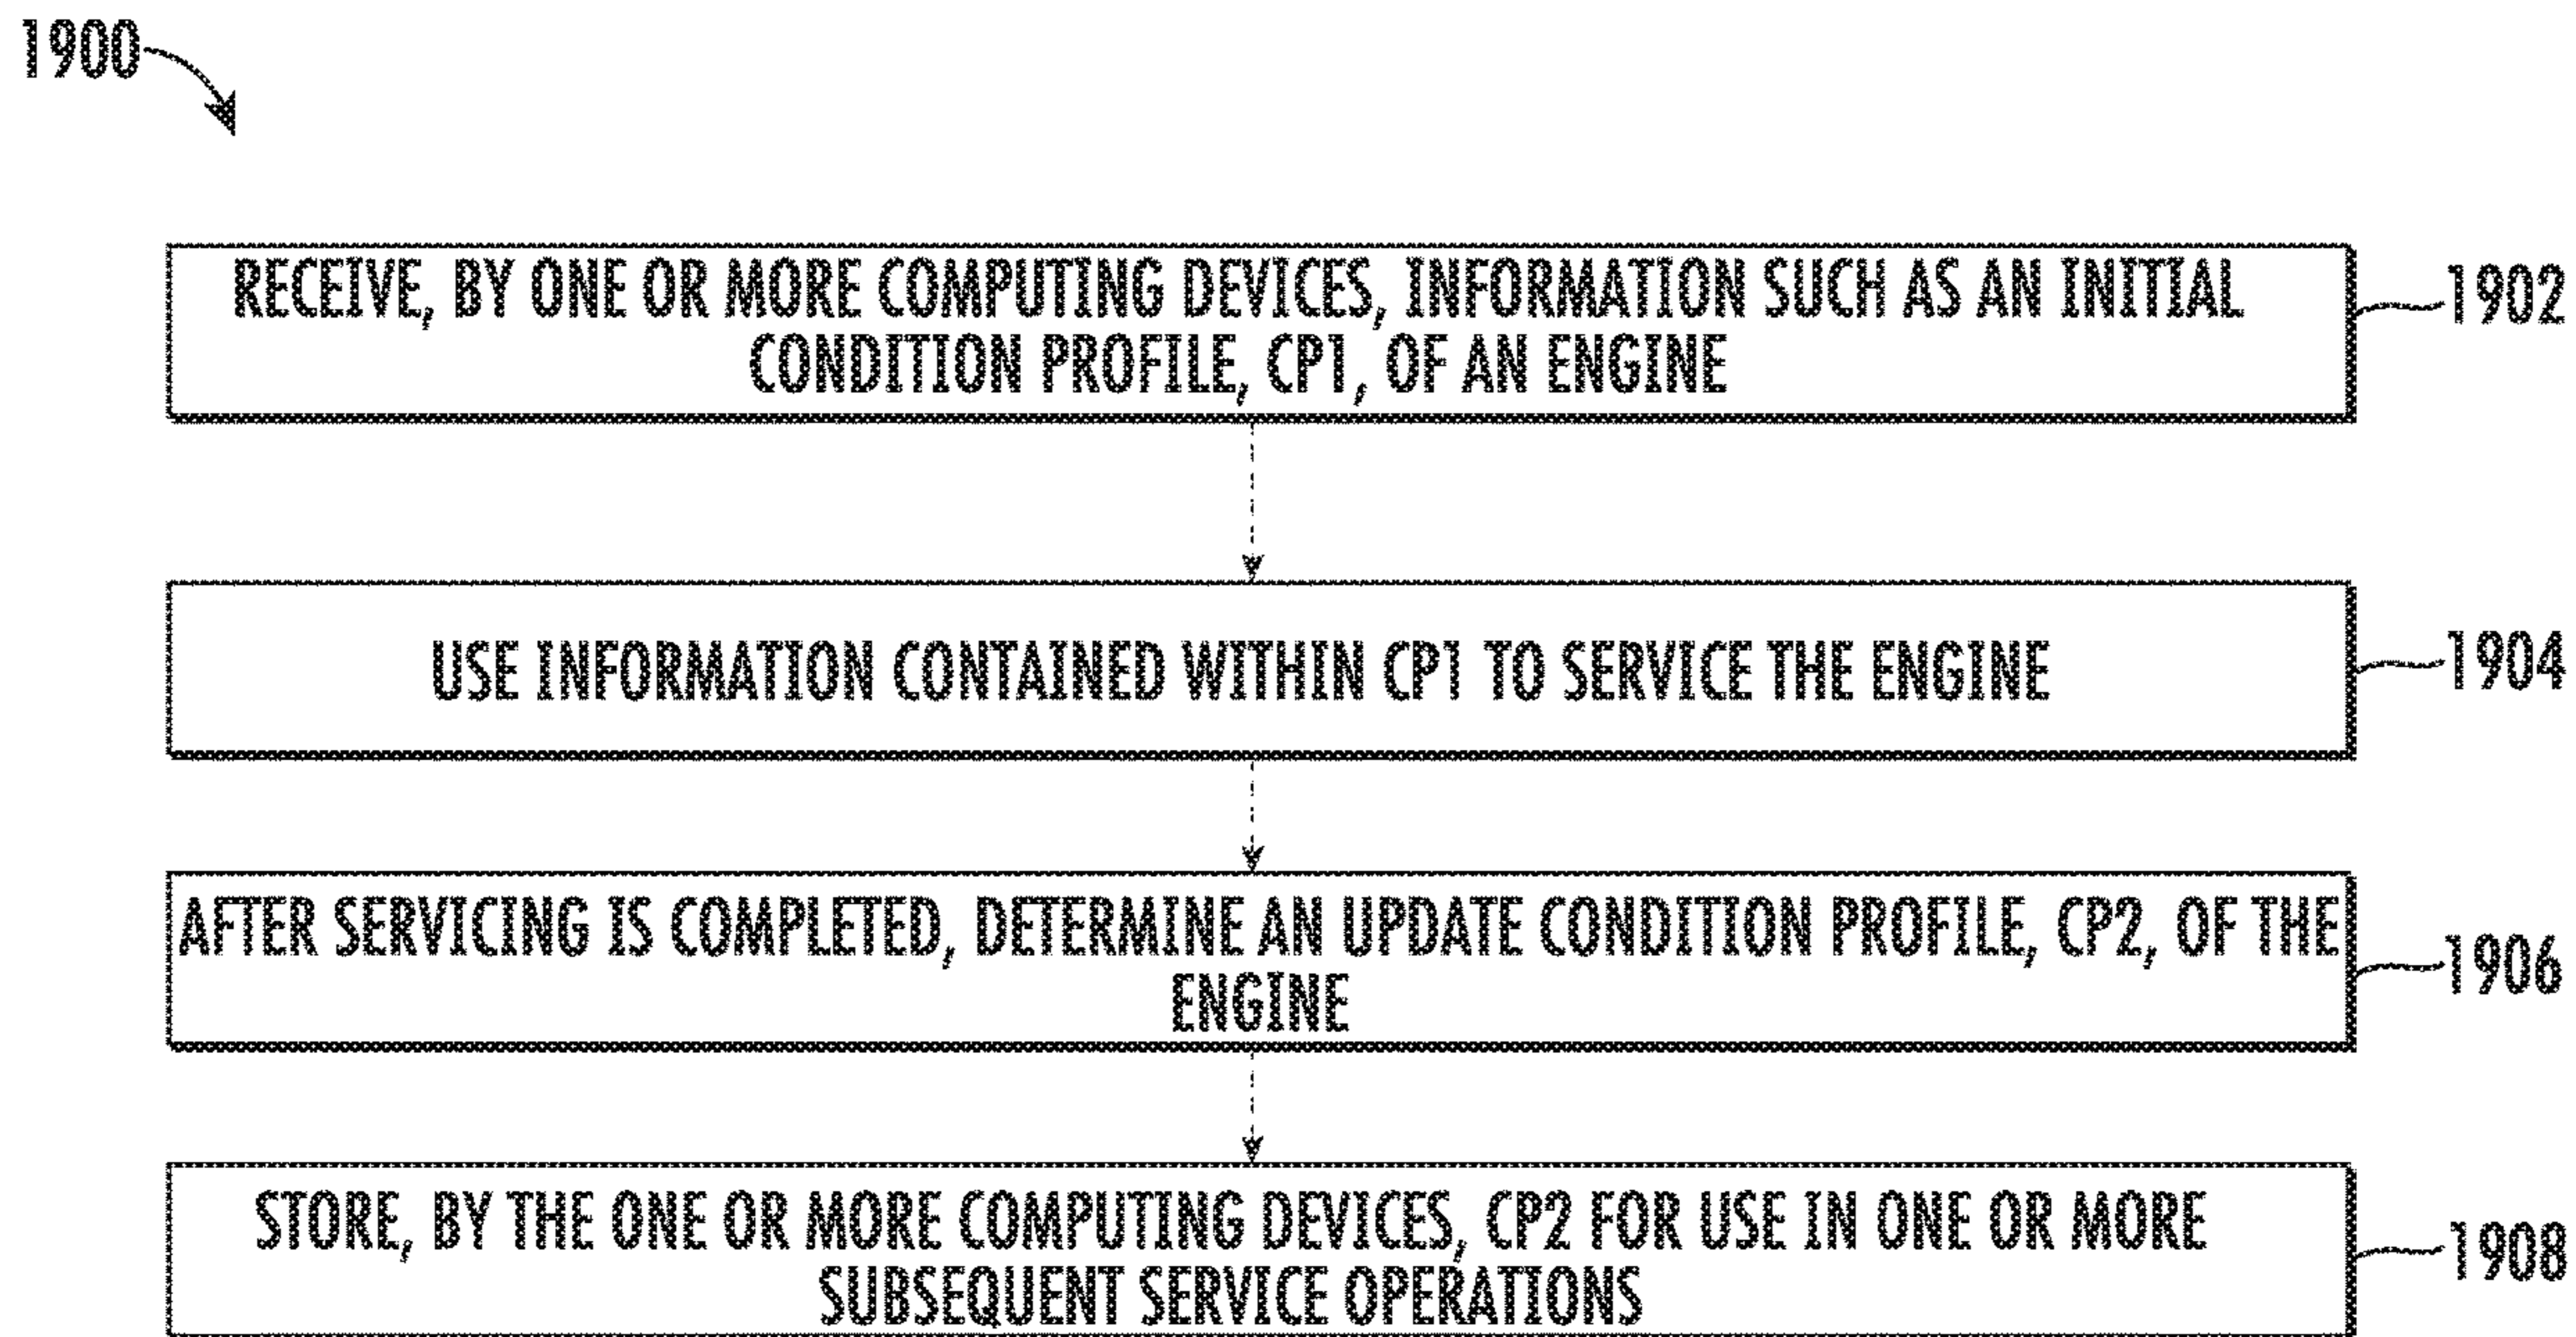 1900
RECEIVE, BY ONE OR MORE COMPUTING DEVICES, INFORMATION SUCH AS AN INITIAL
CONDITION PROFILE, CP1, OF AN ENGINE
1902
USE INFORMATION CONTAINED WITHIN CP1 TO SERVICE THE ENGINE
1904
AFTER SERVICING IS COMPLETED, DETERMINE AN UPDATE CONDITION PROFILE, CP2, OF THE
ENGINE
1906
STORE, BY THE ONE OR MORE COMPUTING DEVICES, CP2 FOR USE IN ONE OR MORE
SUBSEQUENT SERVICE OPERATIONS
1908